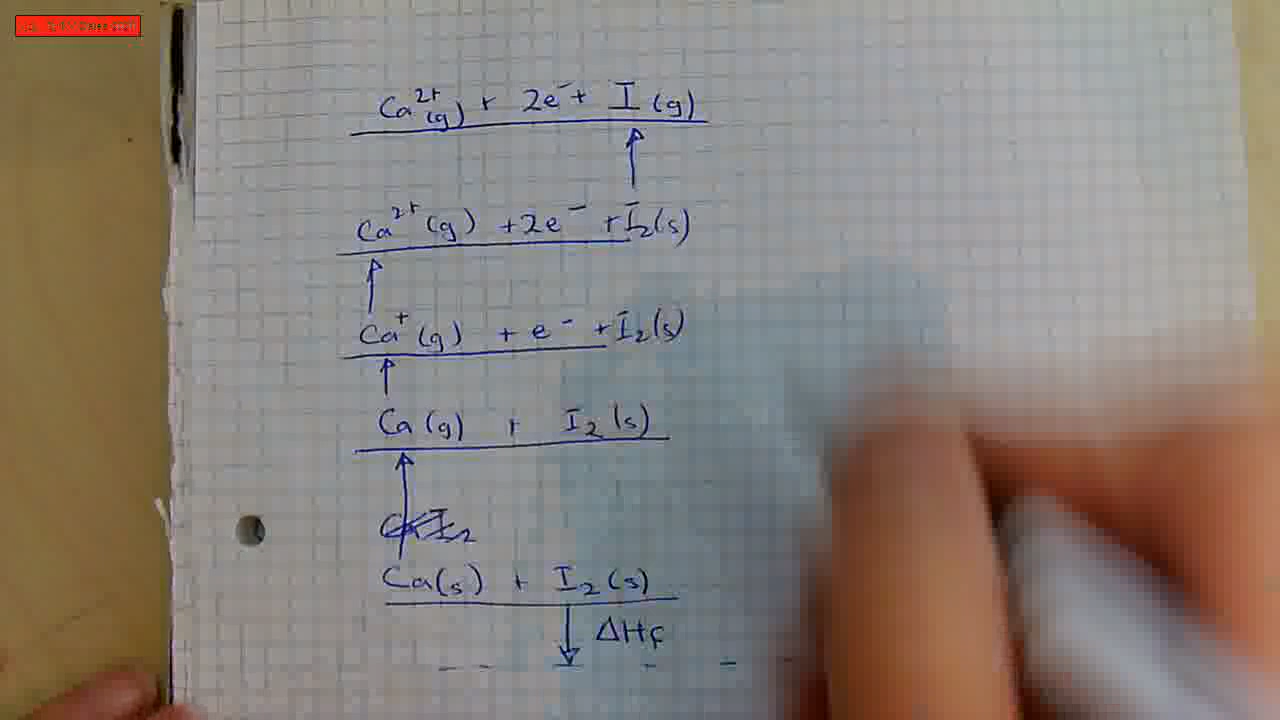 Ca²⁺(g) + 2e⁻ + I (g)
Ca²⁺(g) + 2e⁻ + I₂(s)
Ca⁺(g) + e⁻ + I₂(s)
Ca(g) + I₂(s)
Ca(s) + I₂(s)
ΔHf